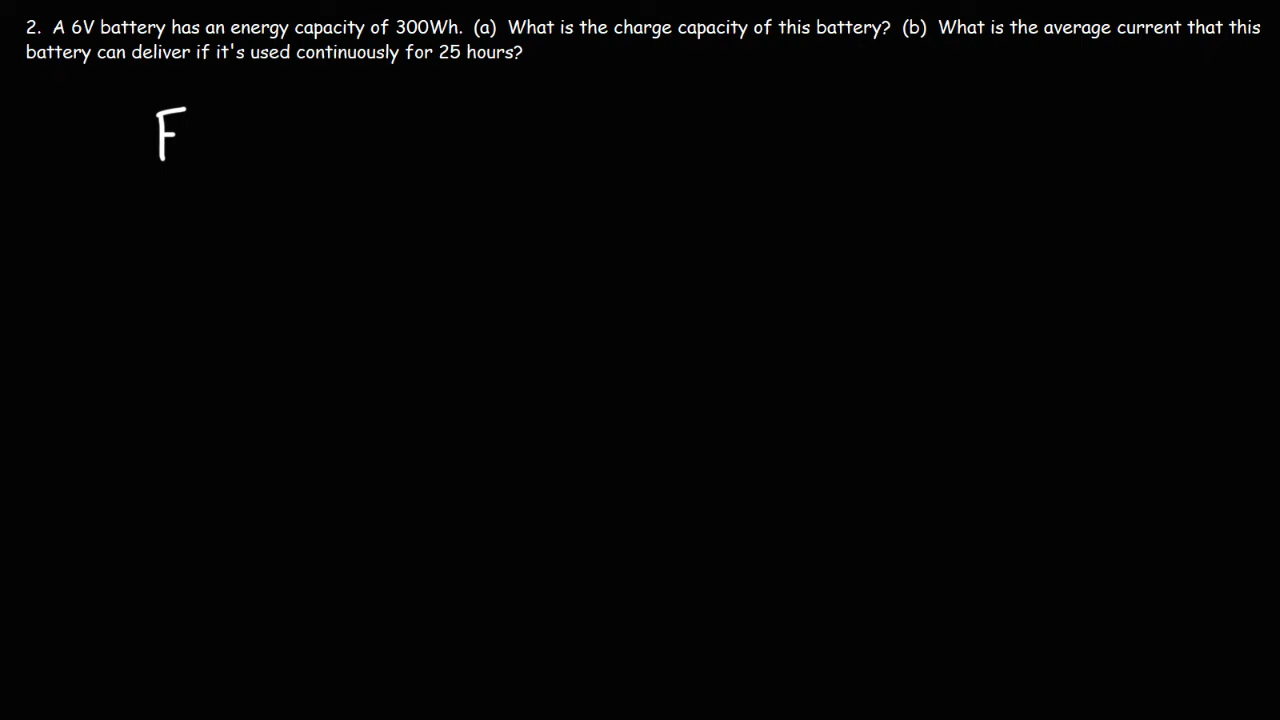 2. A 6V battery has an energy capacity of 300Wh. (a) What is the charge capacity of this battery? (b) What is the average current that this
battery can deliver if it's used continuously for 25 hours?
F